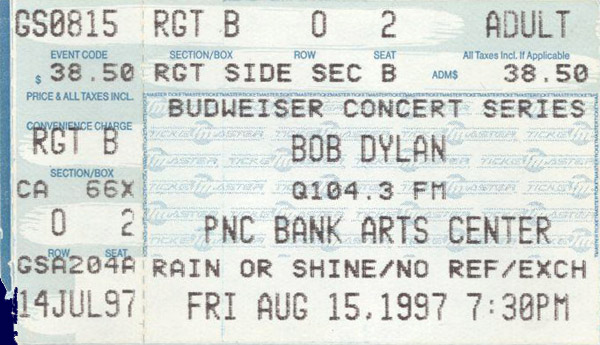 GS0815 RGT B O 2 ADULT
EVENT CODE SECTION/BOX ROW SEAT All Taxes Incl. If Applicable
$ 38.50 RGT SIDE SEC B ADM$ 38.50
PRICE & ALL TAXES INCL.
BUDWEISER CONCERT SERIES
CONVENIENCE CHARGE
RGT B BOB DYLAN
SECTION/BOX
CA 66X Q104.3 FM
O 2 PNC BANK ARTS CENTER
ROW SEAT
GSA204A RAIN OR SHINE/NO REF/EXCH
14JUL97 FRI AUG 15,1997 7:30PM